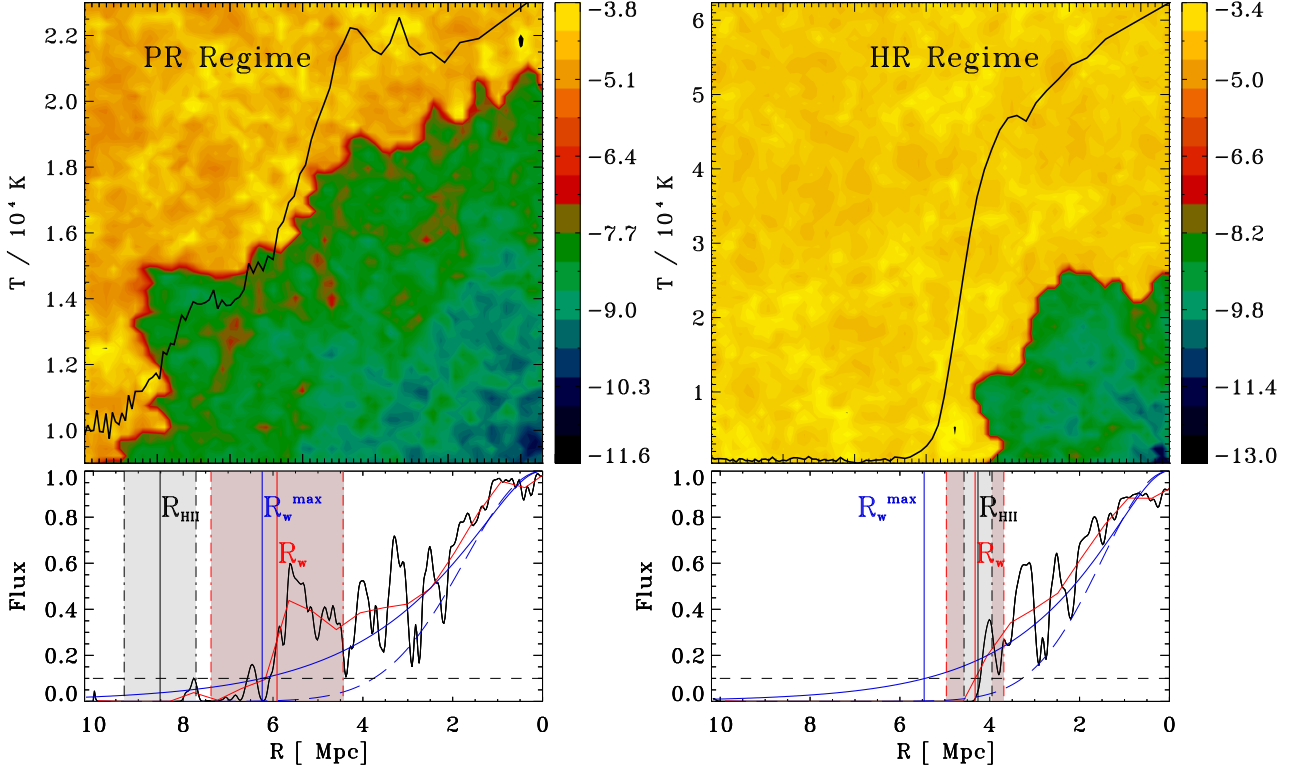 PR Regime
T / 10⁴ K
2.2
2.0
1.8
1.6
1.4
1.2
1.0
−3.8
−5.1
−6.4
−7.7
−9.0
−10.3
−11.6
HR Regime
T / 10⁴ K
6
5
4
3
2
1
−3.4
−5.0
−6.6
−8.2
−9.8
−11.4
−13.0
Flux
1.0
0.8
0.6
0.4
0.2
0.0
R_HII
R_w^max
R_w
10 8 6 4 2 0
R [ Mpc]
Flux
1.0
0.8
0.6
0.4
0.2
0.0
R_w^max
R_HII
R_w
10 8 6 4 2 0
R [ Mpc]